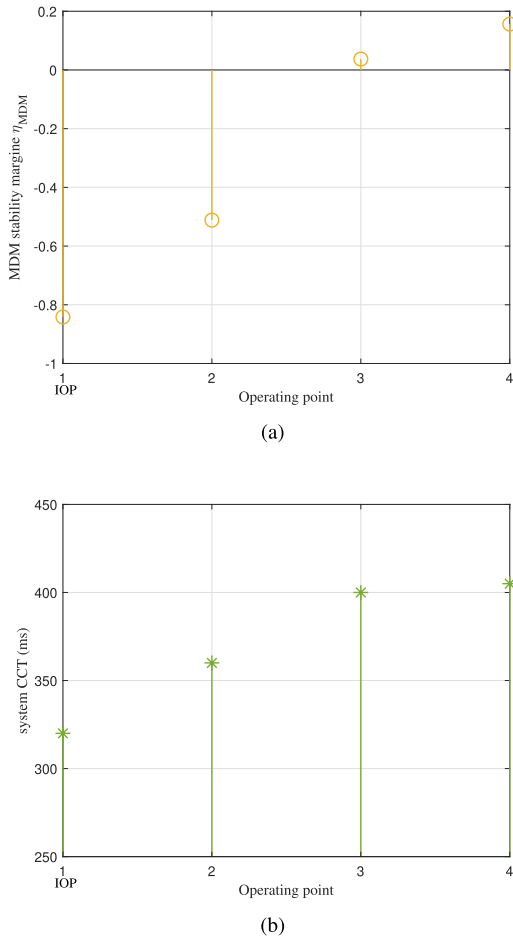 0.2
0
-0.2
-0.4
-0.6
-0.8
-1
MDM stability margine ηMDM
1 2 3 4
IOP
Operating point
(a)
450
400
350
300
250
system CCT (ms)
1 2 3 4
IOP
Operating point
(b)